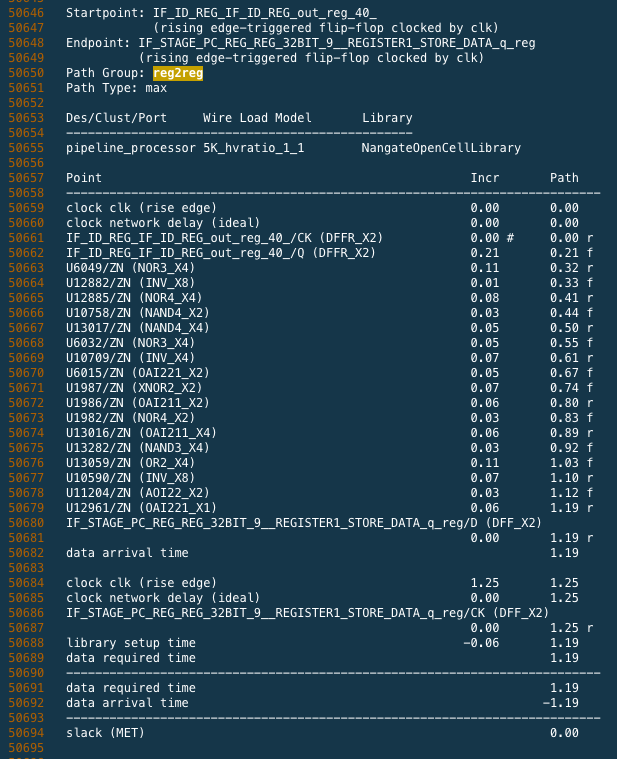 50646 Startpoint: IF_ID_REG_IF_ID_REG_out_reg_40_
50647 (rising edge-triggered flip-flop clocked by clk)
50648 Endpoint: IF_STAGE_PC_REG_REG_32BIT_9__REGISTER1_STORE_DATA_q_reg
50649 (rising edge-triggered flip-flop clocked by clk)
50650 Path Group: reg2reg
50651 Path Type: max
50652
50653 Des/Clust/Port Wire Load Model Library
50654 ------------------------------------------------
50655 pipeline_processor 5K_hvratio_1_1 NangateOpenCellLibrary
50656
50657 Point Incr Path
50658 --------------------------------------------------------------------------
50659 clock clk (rise edge) 0.00 0.00
50660 clock network delay (ideal) 0.00 0.00
50661 IF_ID_REG_IF_ID_REG_out_reg_40_/CK (DFFR_X2) 0.00 # 0.00 r
50662 IF_ID_REG_IF_ID_REG_out_reg_40_/Q (DFFR_X2) 0.21 0.21 f
50663 U6049/ZN (NOR3_X4) 0.11 0.32 r
50664 U12882/ZN (INV_X8) 0.01 0.33 f
50665 U12885/ZN (NOR4_X4) 0.08 0.41 r
50666 U10758/ZN (NAND4_X2) 0.03 0.44 f
50667 U13017/ZN (NAND4_X4) 0.05 0.50 r
50668 U6032/ZN (NOR3_X4) 0.05 0.55 f
50669 U10709/ZN (INV_X4) 0.07 0.61 r
50670 U6015/ZN (OAI221_X2) 0.05 0.67 f
50671 U1987/ZN (XNOR2_X2) 0.07 0.74 f
50672 U1986/ZN (OAI211_X2) 0.06 0.80 r
50673 U1982/ZN (NOR4_X2) 0.03 0.83 f
50674 U13016/ZN (OAI211_X4) 0.06 0.89 r
50675 U13282/ZN (NAND3_X4) 0.03 0.92 f
50676 U13059/ZN (OR2_X4) 0.11 1.03 f
50677 U10590/ZN (INV_X8) 0.07 1.10 r
50678 U11204/ZN (AOI22_X2) 0.03 1.12 f
50679 U12961/ZN (OAI221_X1) 0.06 1.19 r
50680 IF_STAGE_PC_REG_REG_32BIT_9__REGISTER1_STORE_DATA_q_reg/D (DFF_X2)
50681 0.00 1.19 r
50682 data arrival time 1.19
50683
50684 clock clk (rise edge) 1.25 1.25
50685 clock network delay (ideal) 0.00 1.25
50686 IF_STAGE_PC_REG_REG_32BIT_9__REGISTER1_STORE_DATA_q_reg/CK (DFF_X2)
50687 0.00 1.25 r
50688 library setup time -0.06 1.19
50689 data required time 1.19
50690 --------------------------------------------------------------------------
50691 data required time 1.19
50692 data arrival time -1.19
50693 --------------------------------------------------------------------------
50694 slack (MET) 0.00
50695